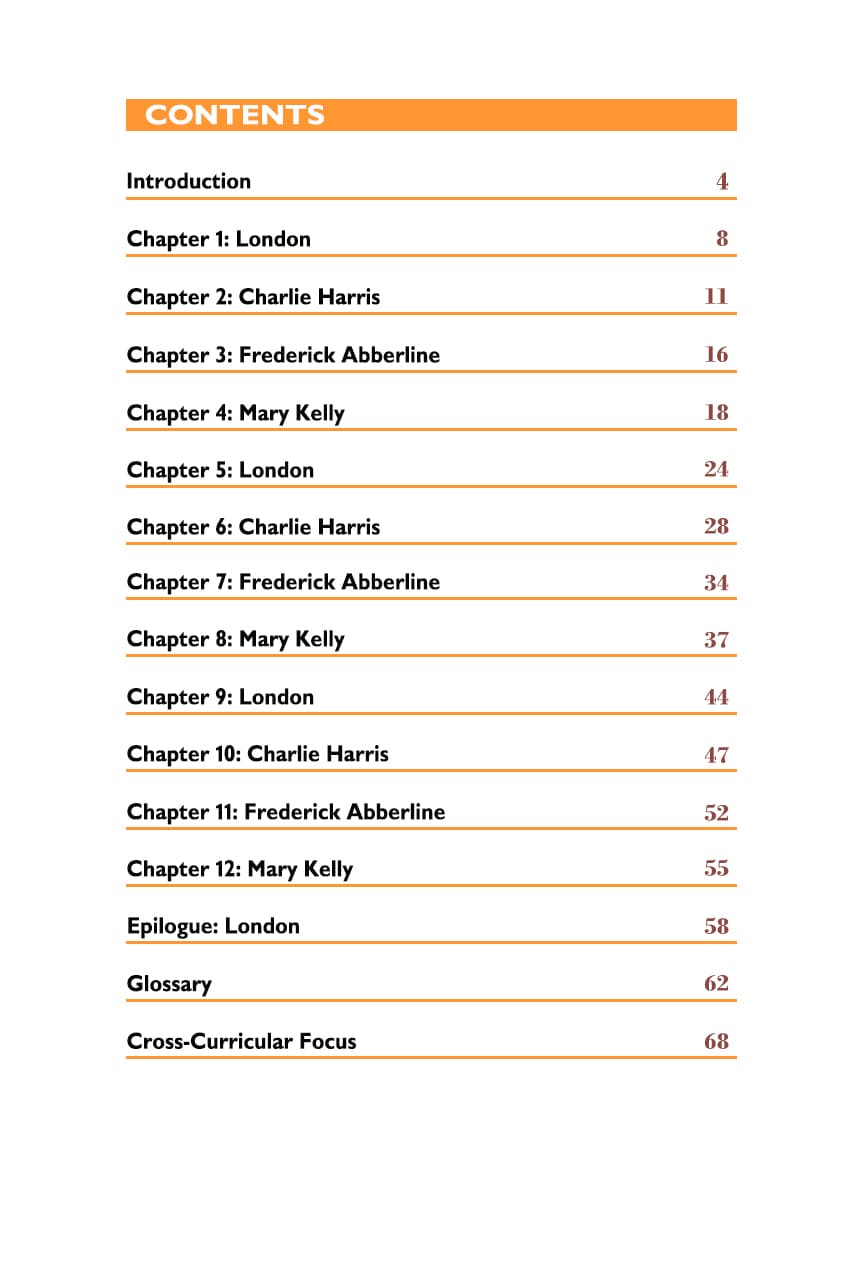 CONTENTS
Introduction 4
Chapter 1: London 8
Chapter 2: Charlie Harris 11
Chapter 3: Frederick Abberline 16
Chapter 4: Mary Kelly 18
Chapter 5: London 24
Chapter 6: Charlie Harris 28
Chapter 7: Frederick Abberline 34
Chapter 8: Mary Kelly 37
Chapter 9: London 44
Chapter 10: Charlie Harris 47
Chapter 11: Frederick Abberline 52
Chapter 12: Mary Kelly 55
Epilogue: London 58
Glossary 62
Cross-Curricular Focus 68